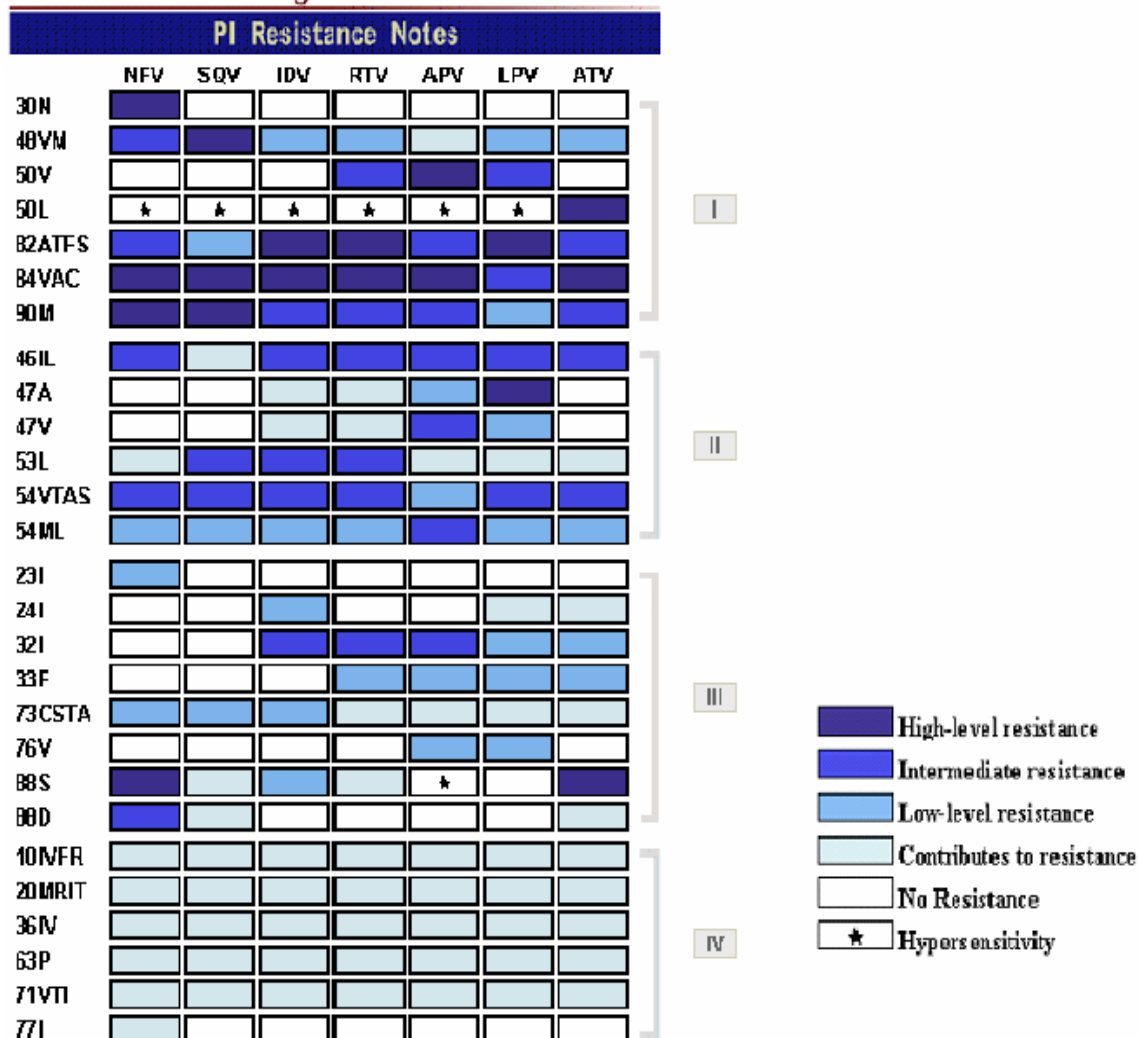 PI Resistance Notes
NFV SQV IDV RTV APV LPV ATV
30N
48VM
50V
50L
82ATFS
84VAC
90M
I
46IL
47A
47V
53L
54VTAS
54ML
II
23I
24I
32I
33F
73CSTA
76V
88S
88D
III
10IVFR
20MRIT
36IV
63P
71VTI
77I
IV
High-level resistance
Intermediate resistance
Low-level resistance
Contributes to resistance
No Resistance
Hypersensitivity